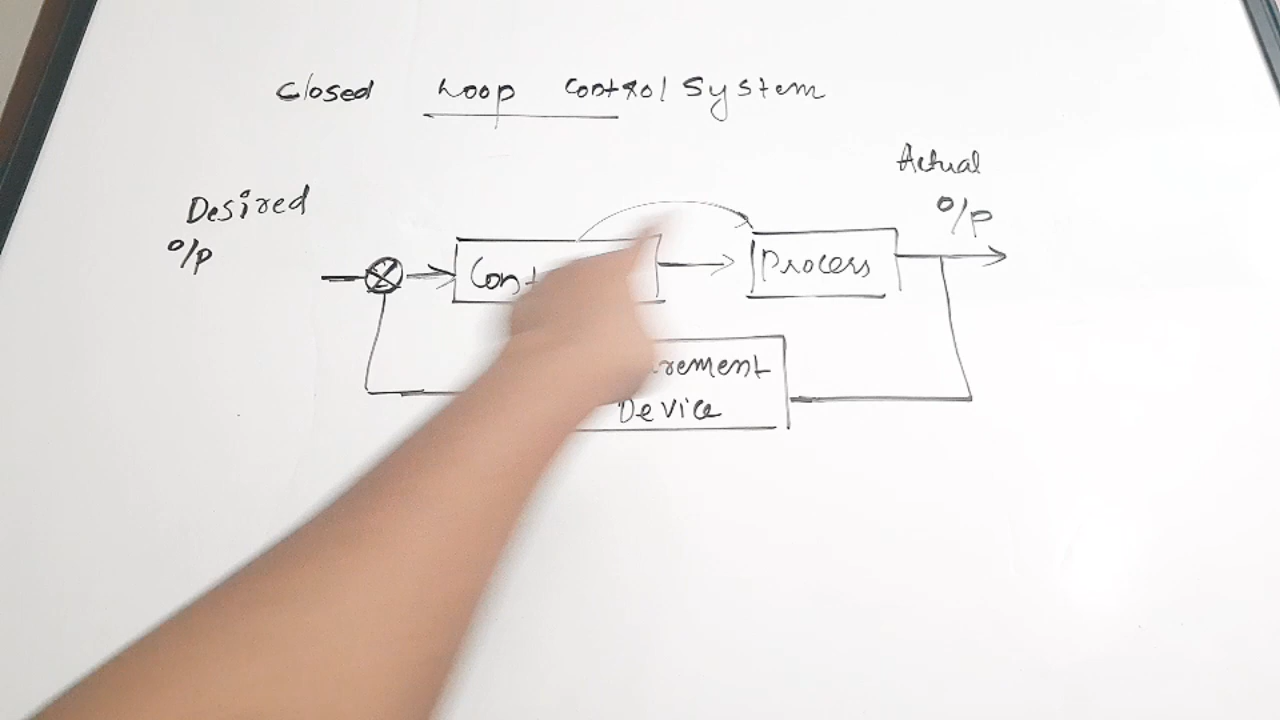 Closed Loop Control System
Desired
O/P
Actual
O/P
Process
Device